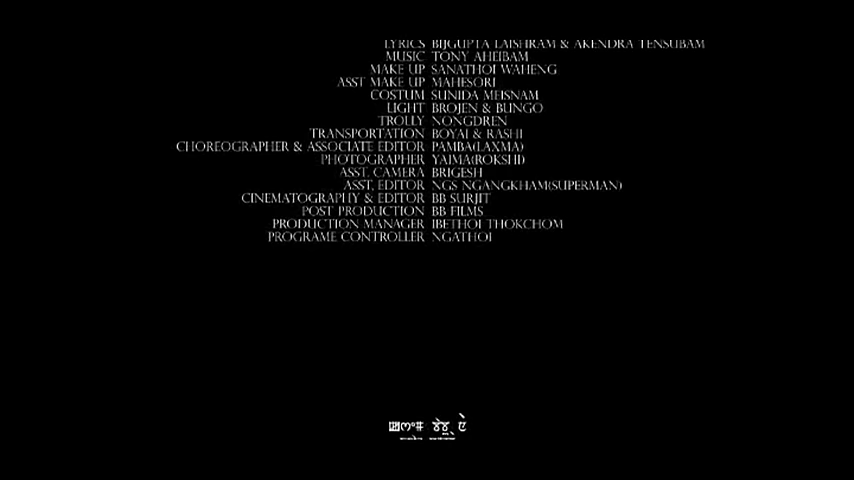 LYRICS BIJGUPTA LAISHRAM & AKENDRA TENSUBAM
MUSIC TONY AHEIBAM
MAKE UP SANATHOI WAHENG
ASST MAKE UP MAHESORI
COSTUM SUNIDA MEISNAM
LIGHT BROJEN & BUNGO
TROLLY NONGDREN
TRANSPORTATION BOYAI & RASHI
CHOREOGRAPHER & ASSOCIATE EDITOR PAMBA(LAXMA)
PHOTOGRAPHER YAIMA(ROKSHI)
ASST. CAMERA BRIGESH
ASST, EDITOR NGS NGANGKHAM(SUPERMAN)
CINEMATOGRAPHY & EDITOR BB SURJIT
POST PRODUCTION BB FILMS
PRODUCTION MANAGER IBETHOI THOKCHOM
PROGRAME CONTROLLER NGATHOI